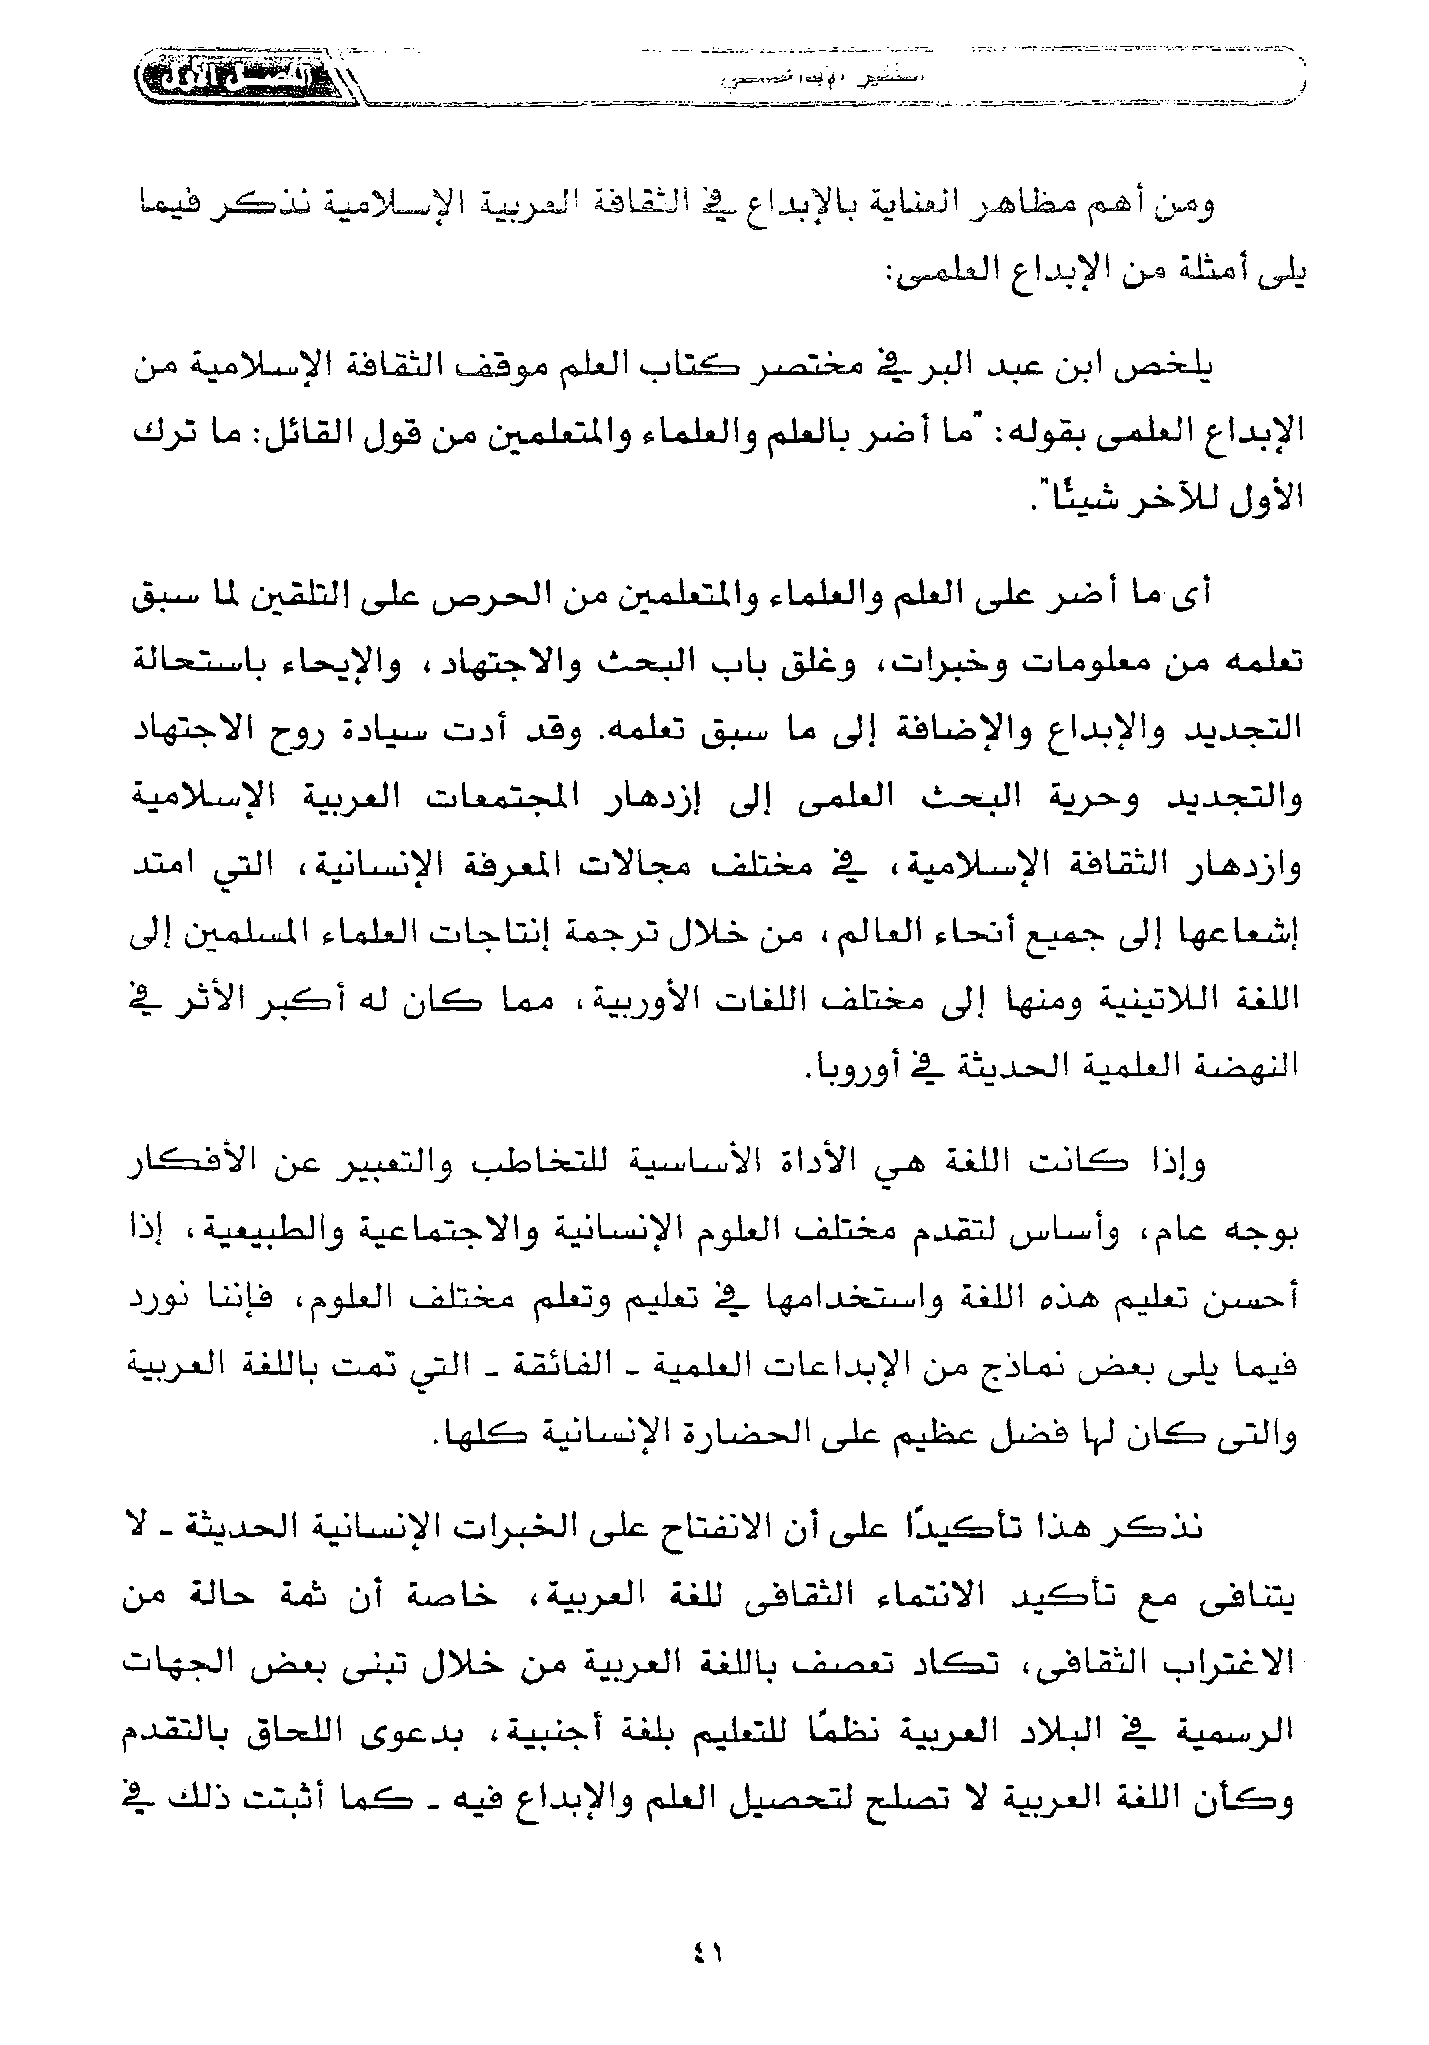 الفصل الأول
ومن أهم مظاهر العناية بالإبداع في الثقافة العربية الإسلامية نذكر فيما
يلى أمثلة من الإبداع العلمى:
يلخص ابن عبد البر في مختصر كتاب العلم موقف الثقافة الإسلامية من
الإبداع العلمى بقوله: "ما أضر بالعلم والعلماء والمتعلمين من قول القائل: ما ترك
الأول للآخر شيئًا".
أى ما أضر على العلم والعلماء والمتعلمين من الحرص على التلقين لما سبق
تعلمه من معلومات وخبرات، وغلق باب البحث والاجتهاد، والإيحاء باستحالة
التجديد والإبداع والإضافة إلى ما سبق تعلمه. وقد أدت سيادة روح الاجتهاد
والتجديد وحرية البحث العلمى إلى إزدهار المجتمعات العربية الإسلامية
وازدهار الثقافة الإسلامية، في مختلف مجالات المعرفة الإنسانية، التي امتد
إشعاعها إلى جميع أنحاء العالم، من خلال ترجمة إنتاجات العلماء المسلمين إلى
اللغة اللاتينية ومنها إلى مختلف اللغات الأوربية، مما كان له أكبر الأثر في
النهضة العلمية الحديثة في أوروبا.
وإذا كانت اللغة هي الأداة الأساسية للتخاطب والتعبير عن الأفكار
بوجه عام، وأساس لتقدم مختلف العلوم الإنسانية والاجتماعية والطبيعية، إذا
أحسن تعليم هذه اللغة واستخدامها في تعليم وتعلم مختلف العلوم، فإننا نورد
فيما يلى بعض نماذج من الإبداعات العلمية - الفائقة - التي تمت باللغة العربية
والتى كان لها فضل عظيم على الحضارة الإنسانية كلها.
نذكر هذا تأكيدًا على أن الانفتاح على الخبرات الإنسانية الحديثة - لا
يتنافى مع تأكيد الانتماء الثقافى للغة العربية، خاصة أن ثمة حالة من
الاغتراب الثقافى، تكاد تعصف باللغة العربية من خلال تبنى بعض الجهات
الرسمية في البلاد العربية نظمًا للتعليم بلغة أجنبية، بدعوى اللحاق بالتقدم
وكأن اللغة العربية لا تصلح لتحصيل العلم والإبداع فيه - كما أثبتت ذلك في
٤١